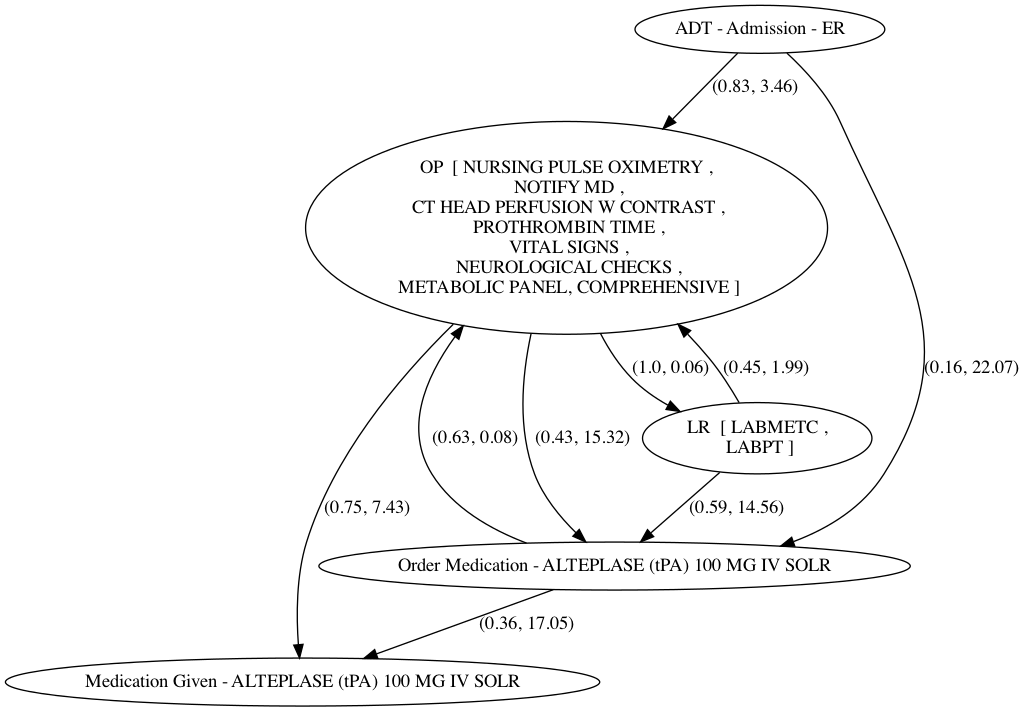 ADT - Admission - ER
(0.83, 3.46)
OP [ NURSING PULSE OXIMETRY ,
NOTIFY MD ,
CT HEAD PERFUSION W CONTRAST ,
PROTHROMBIN TIME ,
VITAL SIGNS ,
NEUROLOGICAL CHECKS ,
METABOLIC PANEL, COMPREHENSIVE ]
(1.0, 0.06)
(0.45, 1.99)
(0.16, 22.07)
LR [ LABMETC ,
LABPT ]
(0.63, 0.08)
(0.43, 15.32)
(0.75, 7.43)
(0.59, 14.56)
Order Medication - ALTEPLASE (tPA) 100 MG IV SOLR
(0.36, 17.05)
Medication Given - ALTEPLASE (tPA) 100 MG IV SOLR